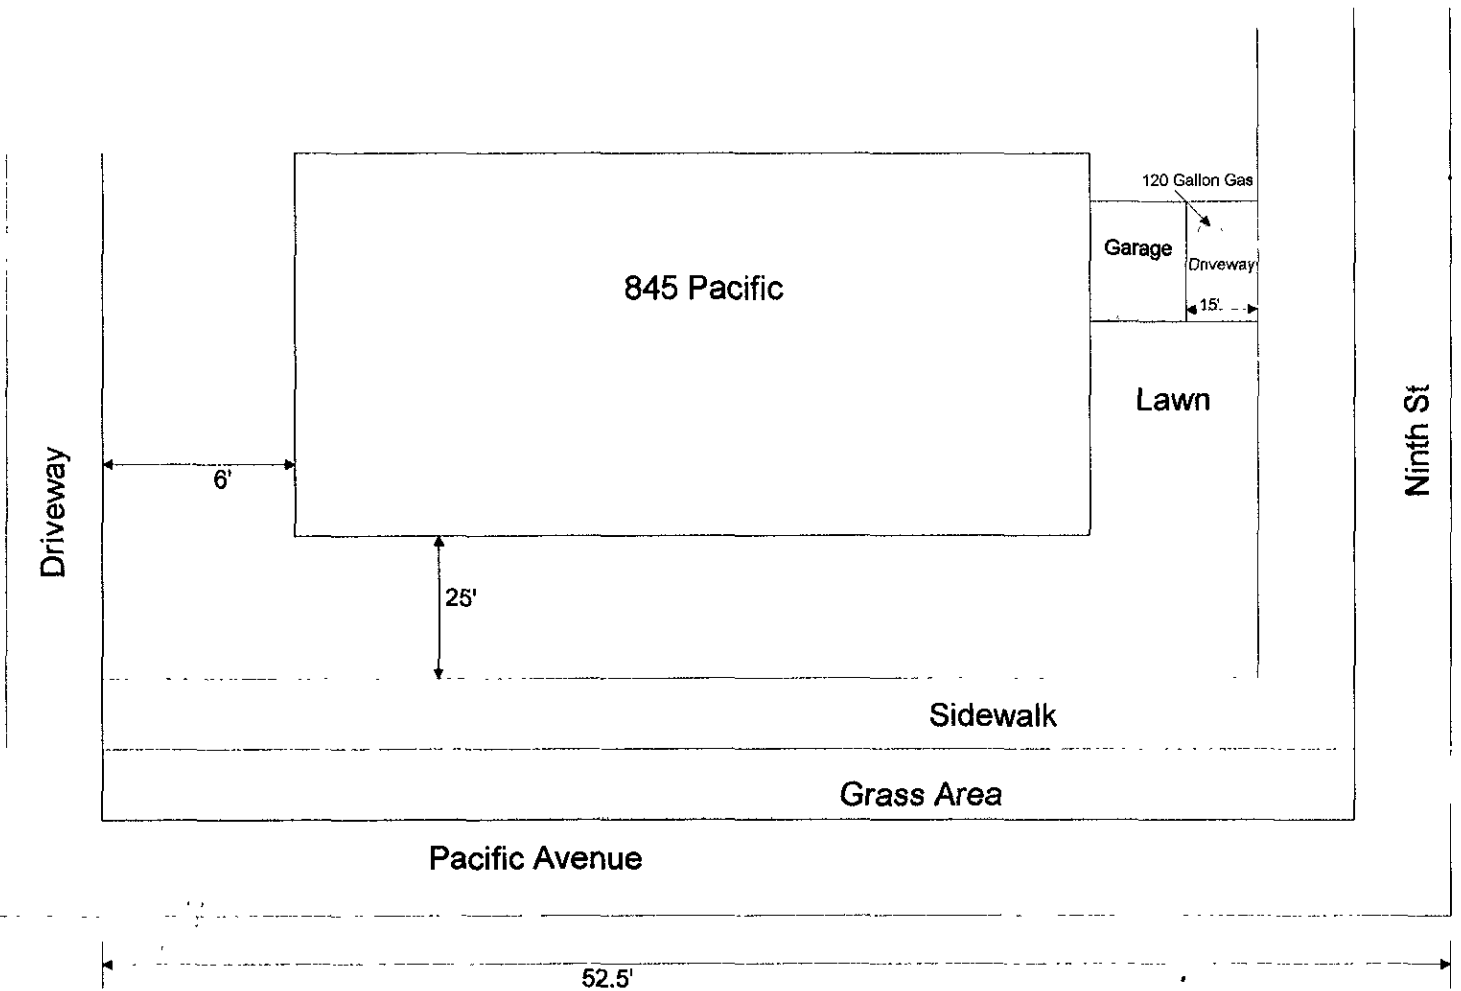 120 Gallon Gas
Garage
Driveway
15'
845 Pacific
Lawn
Ninth St
Driveway
6'
25'
Sidewalk
Grass Area
Pacific Avenue
52.5'